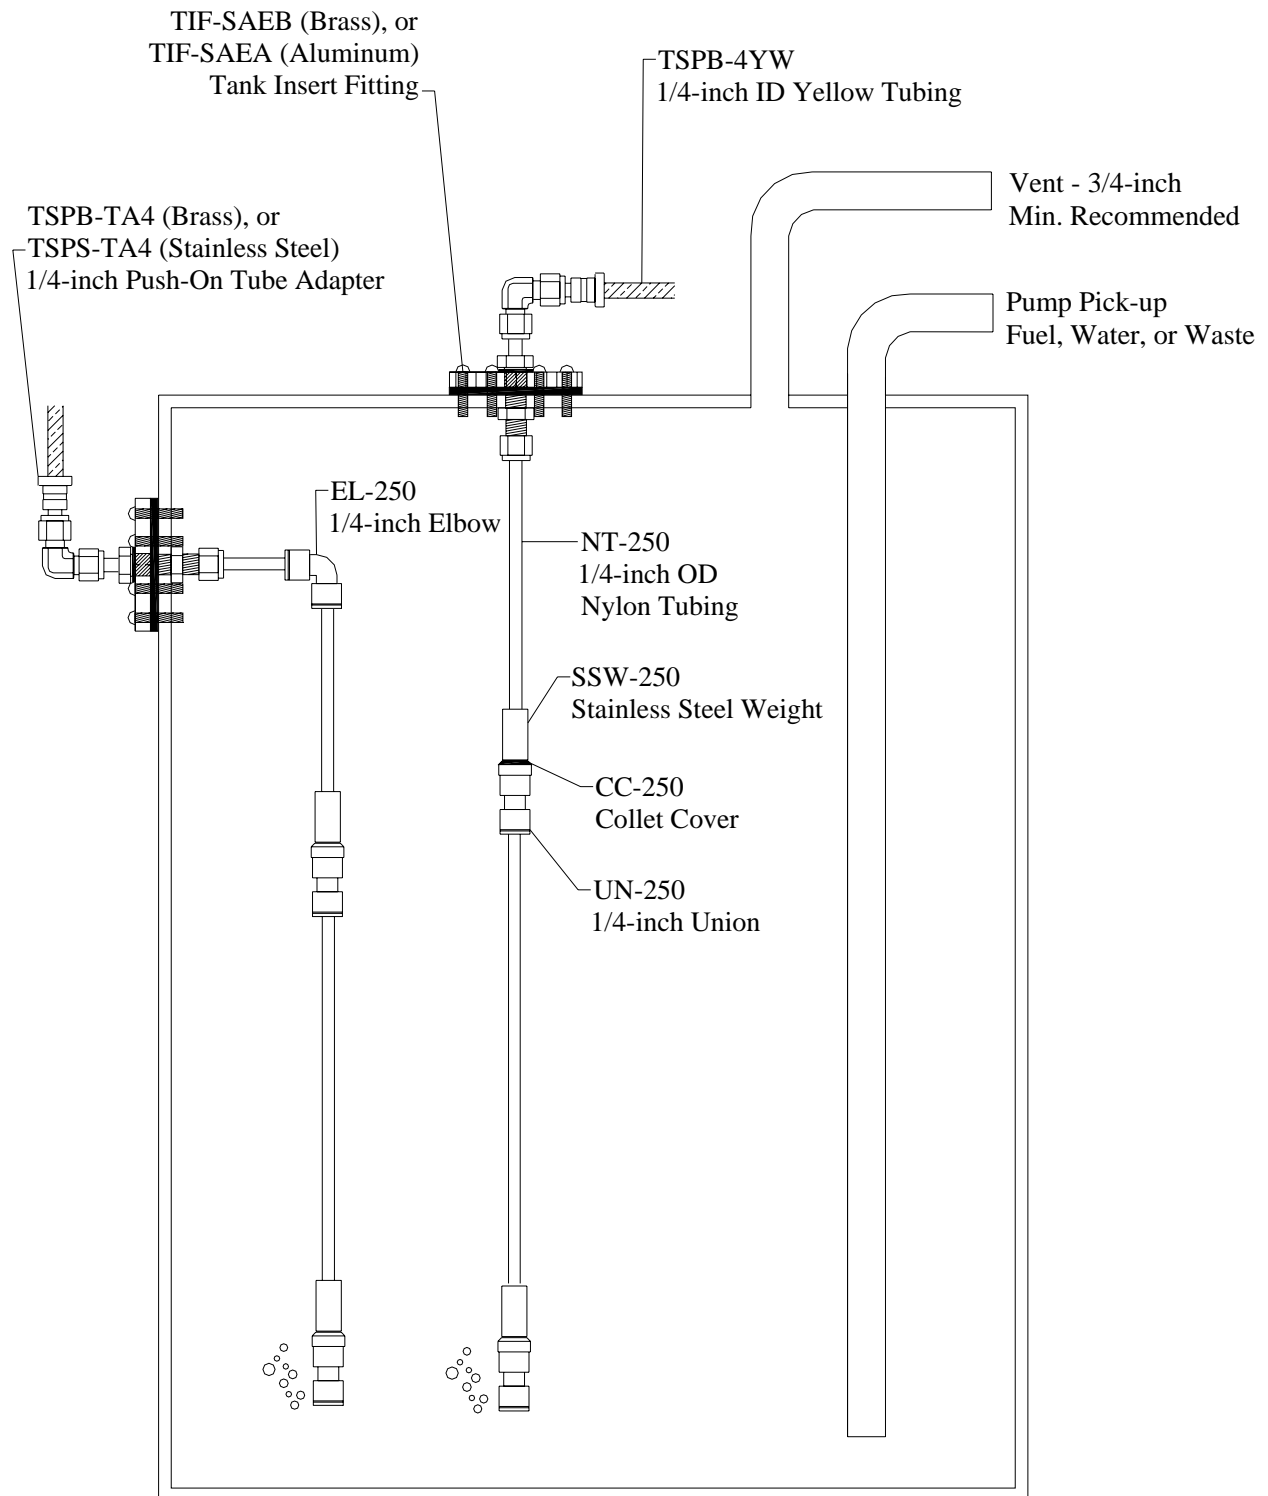 TIF-SAEB (Brass), or
TIF-SAEA (Aluminum)
Tank Insert Fitting
TSPB-4YW
1/4-inch ID Yellow Tubing
Vent - 3/4-inch
Min. Recommended
TSPB-TA4 (Brass), or
TSPS-TA4 (Stainless Steel)
1/4-inch Push-On Tube Adapter
Pump Pick-up
Fuel, Water, or Waste
EL-250
1/4-inch Elbow
NT-250
1/4-inch OD
Nylon Tubing
SSW-250
Stainless Steel Weight
CC-250
Collet Cover
UN-250
1/4-inch Union